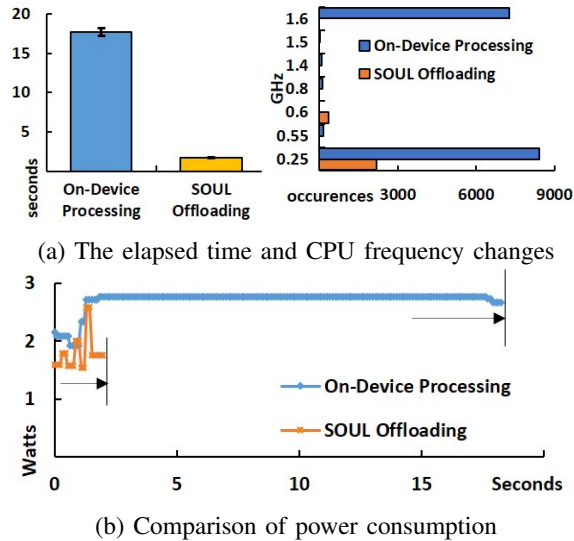 20
15
10
5
0
seconds
On-Device
Processing
SOUL
Offloading
1.6
1.5
1.4
0.8
0.6
0.55
0.25
GHz
On-Device Processing
SOUL Offloading
occurences 3000 6000 9000
(a) The elapsed time and CPU frequency changes
3
2
1
Watts
On-Device Processing
SOUL Offloading
0 5 10 15 Seconds
(b) Comparison of power consumption